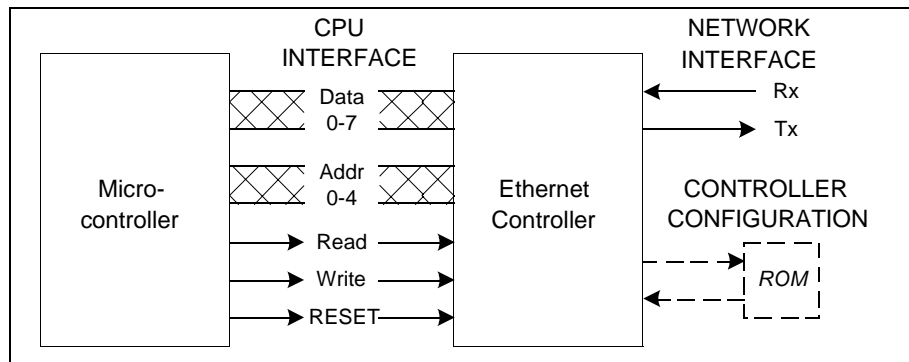 CPU
INTERFACE
NETWORK
INTERFACE
Data
0-7
Rx
Tx
Addr
0-4
Micro-
controller
Ethernet
Controller
CONTROLLER
CONFIGURATION
Read
Write
RESET
ROM